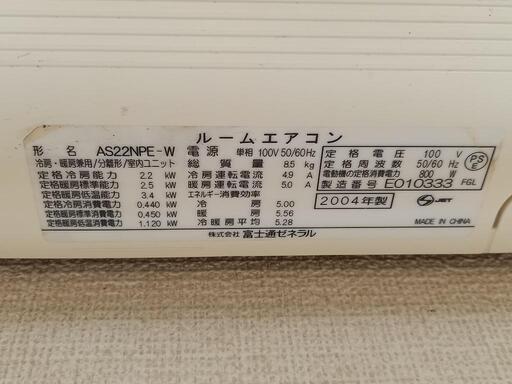 ルームエアコン
形 名 AS22NPE-W 電源 単相 100V 50/60Hz
冷房・暖房兼用/分離形/室内ユニット 総質量 8.5 kg
定格冷房能力 2.2 kW 冷房運転電流 4.9 A
定格暖房標準能力 2.5 kW 暖房運転電流 5.0 A
定格暖房低温能力 3.4 kW エネルギー消費効率
定格冷房消費電力 0.440 kW 冷房 5.00
定格暖房標準消費電力 0.450 kW 暖房 5.56
定格暖房低温消費電力 1.120 kW 冷暖房平均 5.28
定格電圧 100 V
定格周波数 50/60 Hz
電動機の定格消費電力 800 W
製造番号 E010333 FGL
PSE
2004年製
JET
MADE IN CHINA
株式会社 富士通ゼネラル